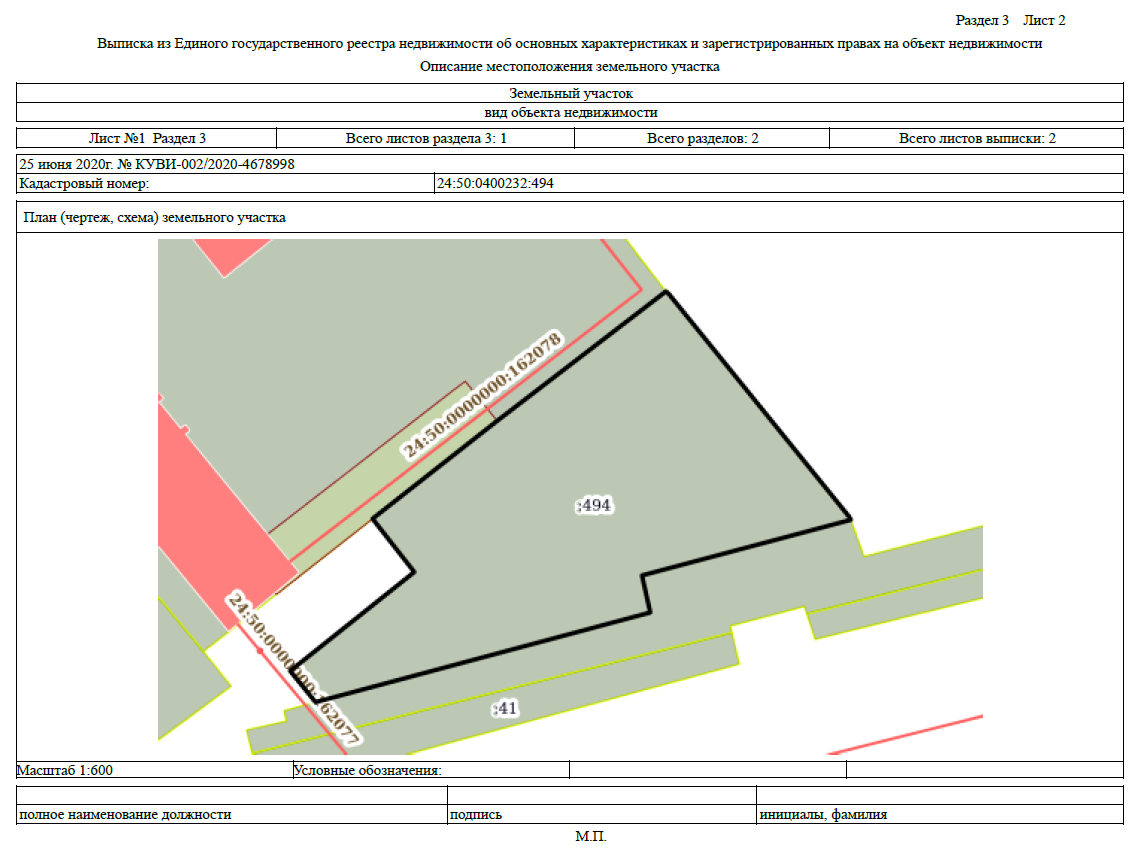 Раздел 3 Лист 2
Выписка из Единого государственного реестра недвижимости об основных характеристиках и зарегистрированных правах на объект недвижимости
Описание местоположения земельного участка
Земельный участок
вид объекта недвижимости
Лист №1 Раздел 3 Всего листов раздела 3: 1 Всего разделов: 2 Всего листов выписки: 2
25 июня 2020г. № КУВИ-002/2020-4678998
Кадастровый номер: 24:50:0400232:494
План (чертеж, схема) земельного участка
24:50:0000000:162078
:494
24:50:0000000:162077
:41
Масштаб 1:600 Условные обозначения:
полное наименование должности подпись инициалы, фамилия
М.П.